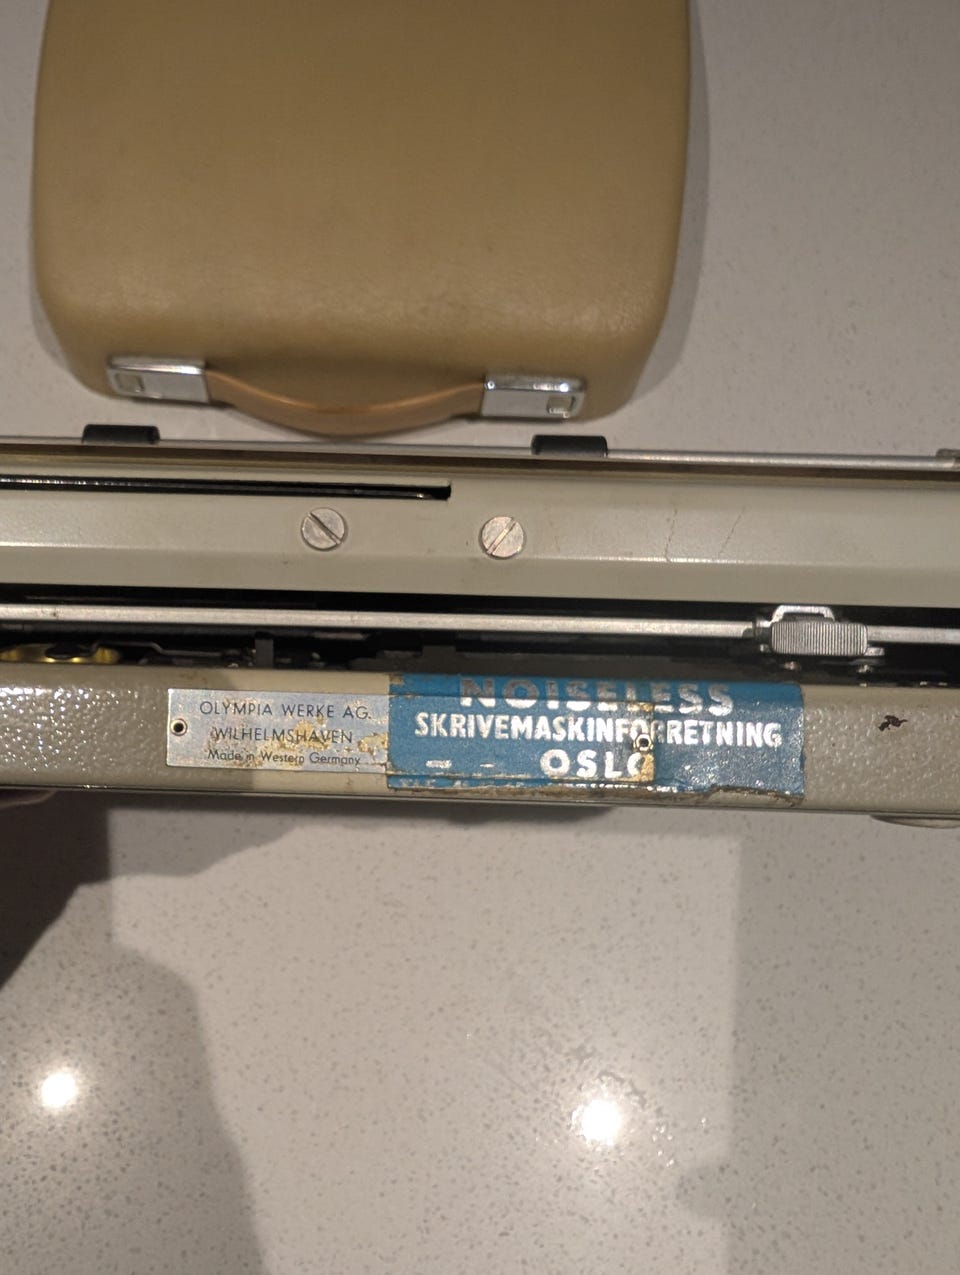 OLYMPIA WERKE AG.
WILHELMSHAVEN
Made in Western Germany
NOISELESS
SKRIVEMASKINFORRETNING
OSLO